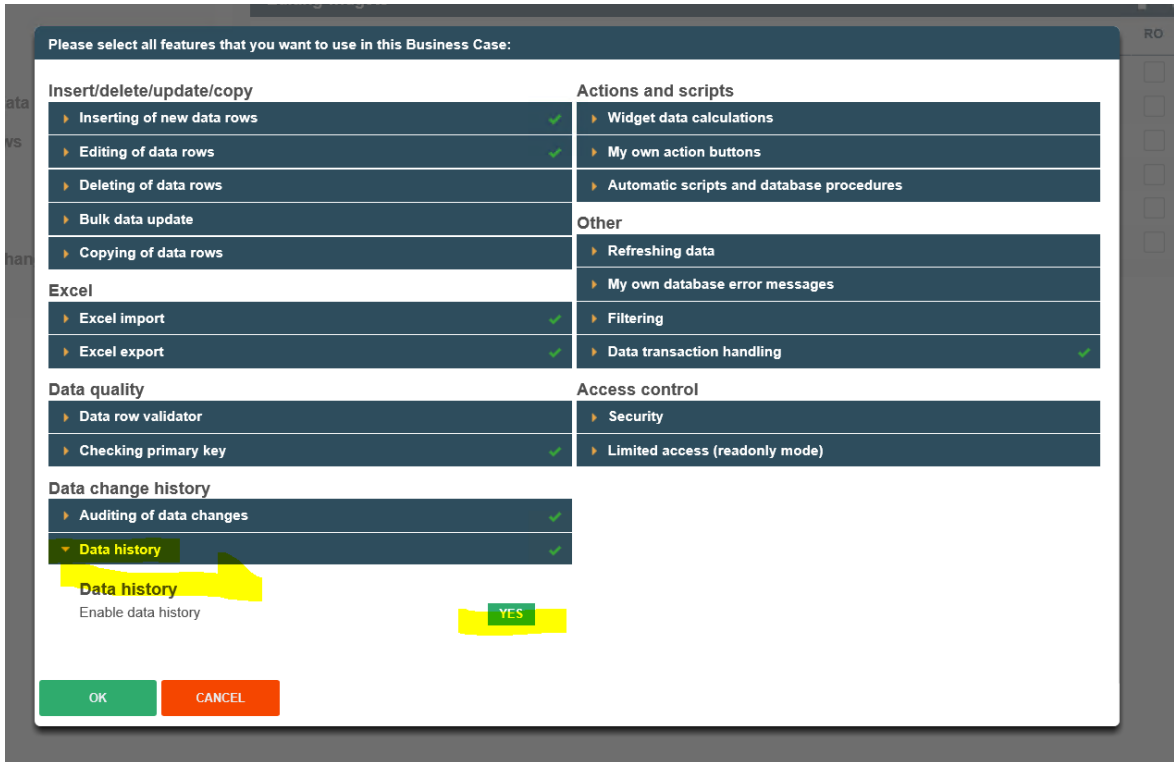 RO
Please select all features that you want to use in this Business Case:
Insert/delete/update/copy
Inserting of new data rows
Editing of data rows
Deleting of data rows
Bulk data update
Copying of data rows
Excel
Excel import
Excel export
Data quality
Data row validator
Checking primary key
Data change history
Auditing of data changes
Data history
Data history
Enable data history
YES
Actions and scripts
Widget data calculations
My own action buttons
Automatic scripts and database procedures
Other
Refreshing data
My own database error messages
Filtering
Data transaction handling
Access control
Security
Limited access (readonly mode)
OK
CANCEL